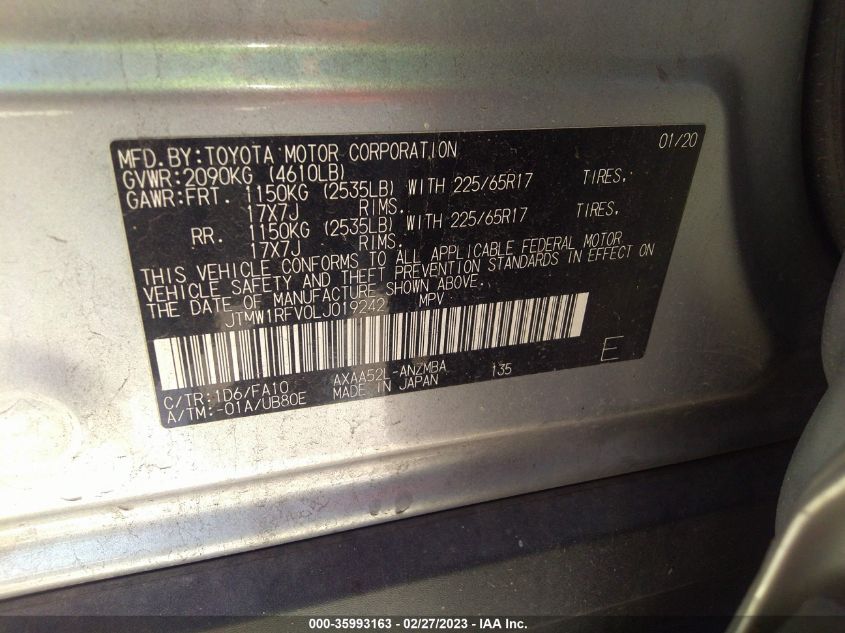 MFD.BY:TOYOTA MOTOR CORPORATION 01/20
GVWR:2090KG (4610LB)
GAWR:FRT. 1150KG (2535LB) WITH 225/65R17 TIRES,
17X7J RIMS.
RR. 1150KG (2535LB) WITH 225/65R17 TIRES,
17X7J RIMS.
THIS VEHICLE CONFORMS TO ALL APPLICABLE FEDERAL MOTOR
VEHICLE SAFETY AND THEFT PREVENTION STANDARDS IN EFFECT ON
THE DATE OF MANUFACTURE SHOWN ABOVE.
JTMW1RFV0LJ019242 MPV
E
C/TR:1D6/FA10 AXAA52L-ANZMBA 135
A/TM:-01A/UB80E MADE IN JAPAN
000-35993163 - 02/27/2023 - IAA Inc.